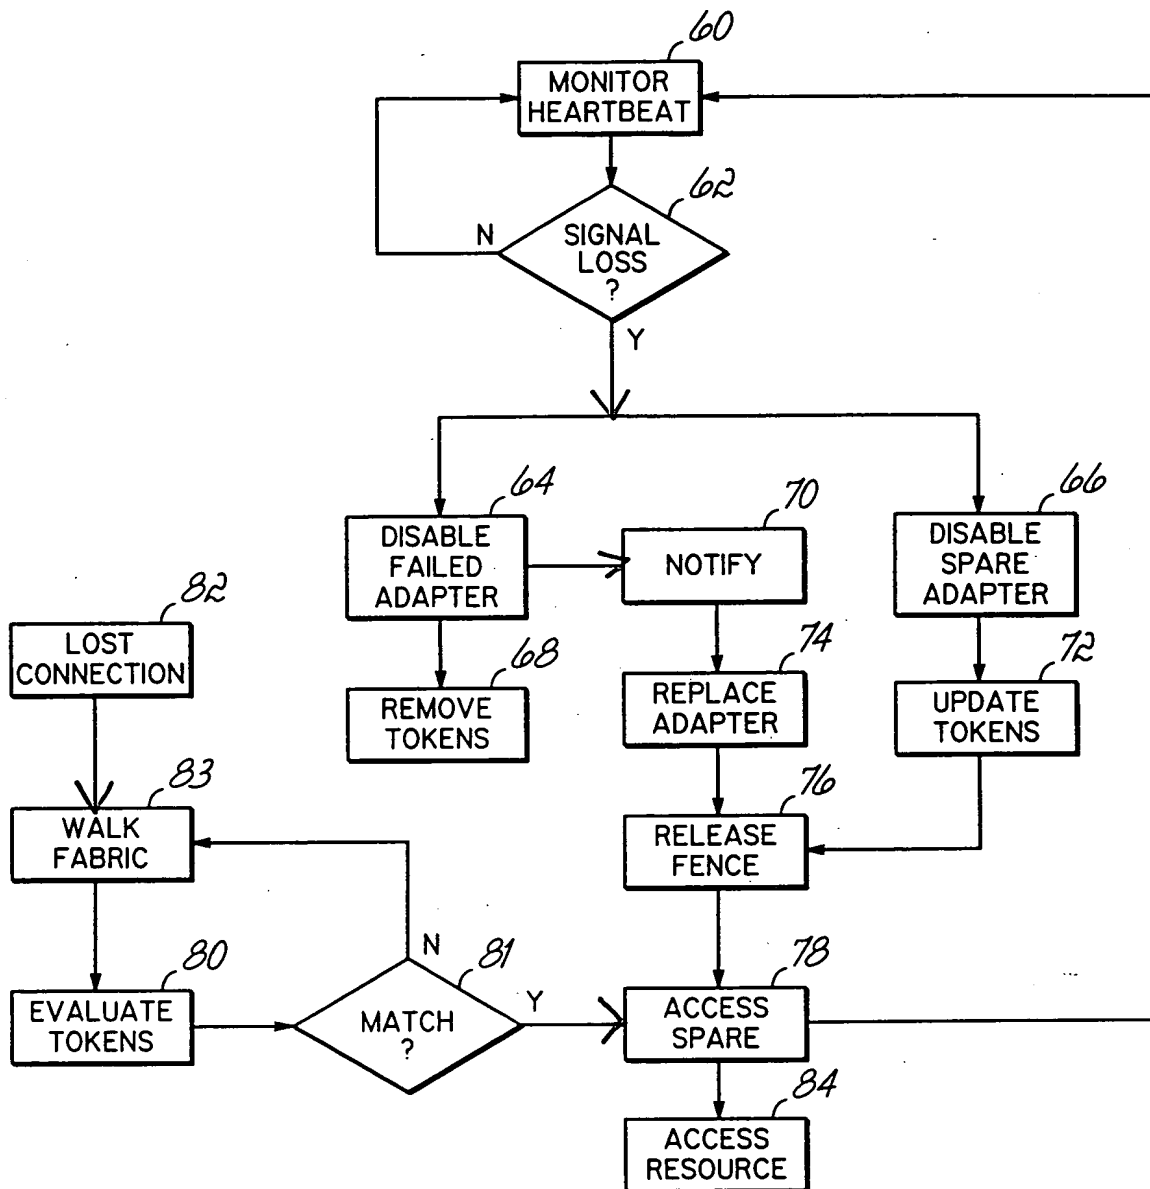 60
MONITOR
HEARTBEAT
62
SIGNAL
LOSS
?
N
Y
64
DISABLE
FAILED
ADAPTER
70
NOTIFY
66
DISABLE
SPARE
ADAPTER
82
LOST
CONNECTION
68
REMOVE
TOKENS
74
REPLACE
ADAPTER
72
UPDATE
TOKENS
83
WALK
FABRIC
76
RELEASE
FENCE
80
EVALUATE
TOKENS
N
81
MATCH
?
Y
78
ACCESS
SPARE
84
ACCESS
RESOURCE